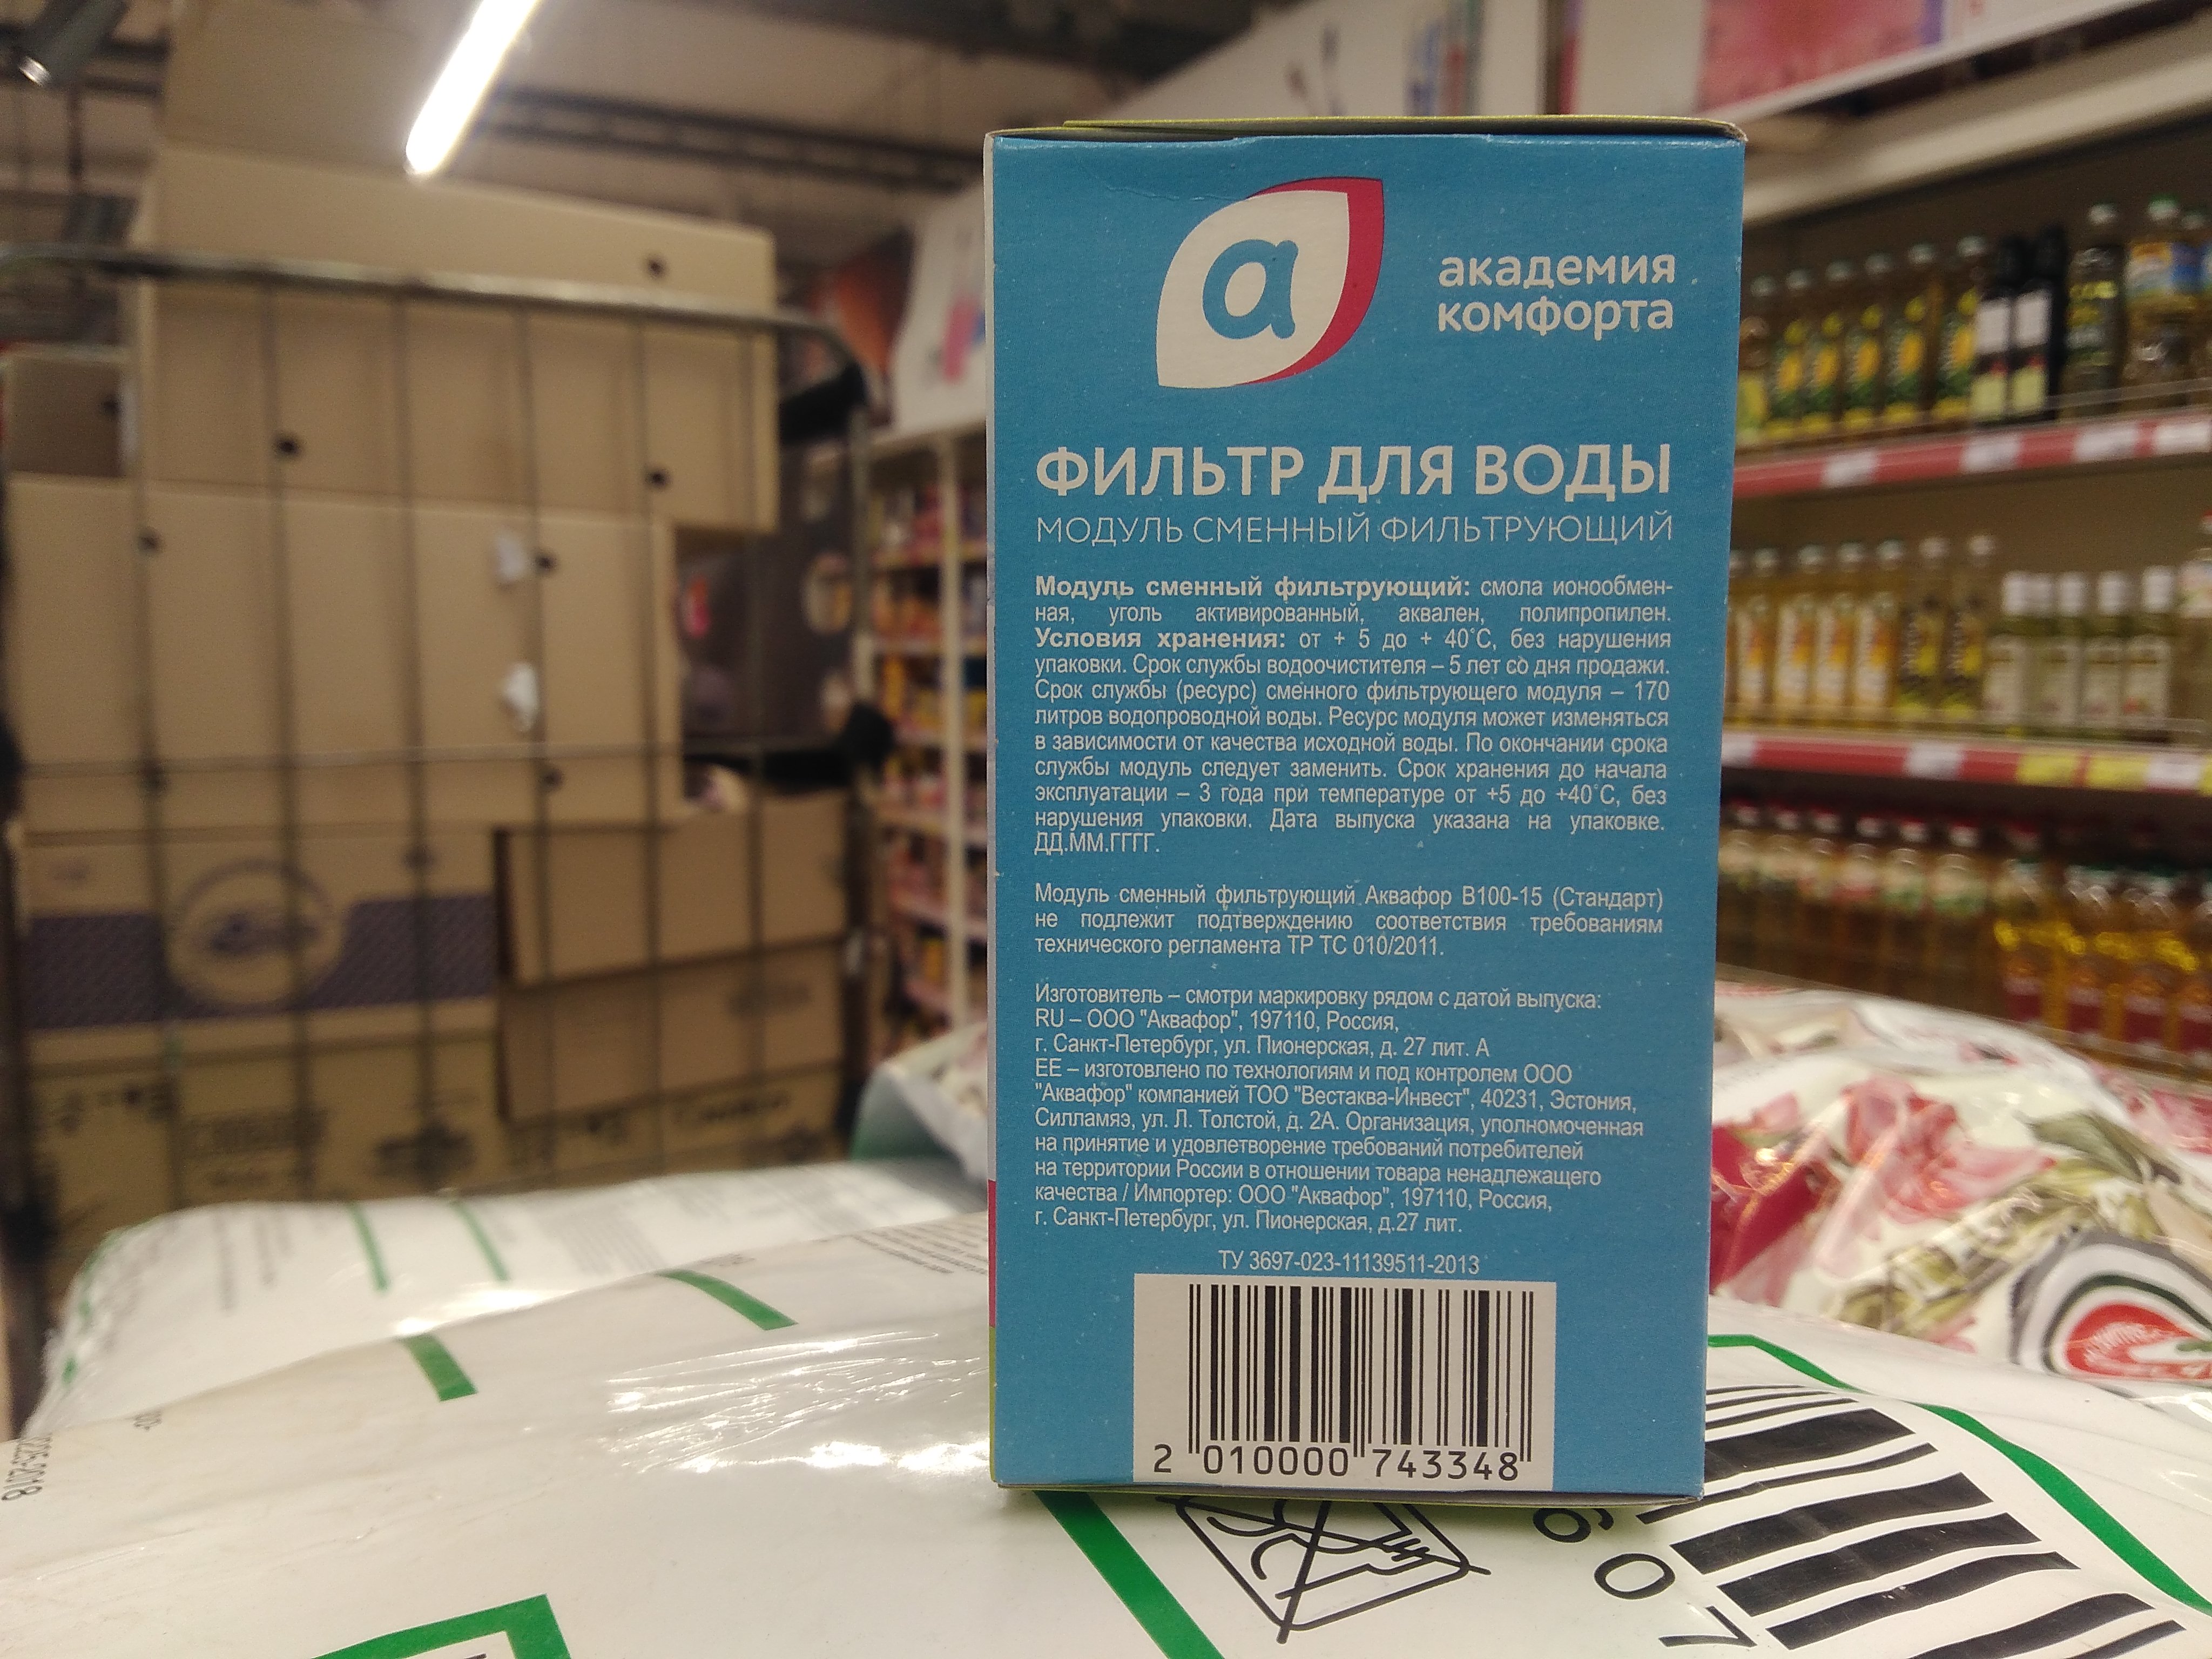 а
академия
комфорта
ФИЛЬТР ДЛЯ ВОДЫ
МОДУЛЬ СМЕННЫЙ ФИЛЬТРУЮЩИЙ
Модуль сменный фильтрующий: смола ионообмен-
ная, уголь активированный, аквален, полипропилен.
Условия хранения: от + 5 до + 40°С, без нарушения
упаковки. Срок службы водоочистителя – 5 лет со дня продажи.
Срок службы (ресурс) сменного фильтрующего модуля – 170
литров водопроводной воды. Ресурс модуля может изменяться
в зависимости от качества исходной воды. По окончании срока
службы модуль следует заменить. Срок хранения до начала
эксплуатации – 3 года при температуре от +5 до +40°С, без
нарушения упаковки. Дата выпуска указана на упаковке.
ДД.ММ.ГГГГ.
Модуль сменный фильтрующий Аквафор В100-15 (Стандарт)
не подлежит подтверждению соответствия требованиям
технического регламента ТР ТС 010/2011.
Изготовитель – смотри маркировку рядом с датой выпуска:
RU – ООО "Аквафор", 197110, Россия,
г. Санкт-Петербург, ул. Пионерская, д. 27 лит. А
EE – изготовлено по технологиям и под контролем ООО
"Аквафор" компанией ТОО "Вестаква-Инвест", 40231, Эстония,
Силламяэ, ул. Л. Толстой, д. 2А. Организация, уполномоченная
на принятие и удовлетворение требований потребителей
на территории России в отношении товара ненадлежащего
качества / Импортер: ООО "Аквафор", 197110, Россия,
г. Санкт-Петербург, ул. Пионерская, д.27 лит.
ТУ 3697-023-11139511-2013
2 010000 743348
607